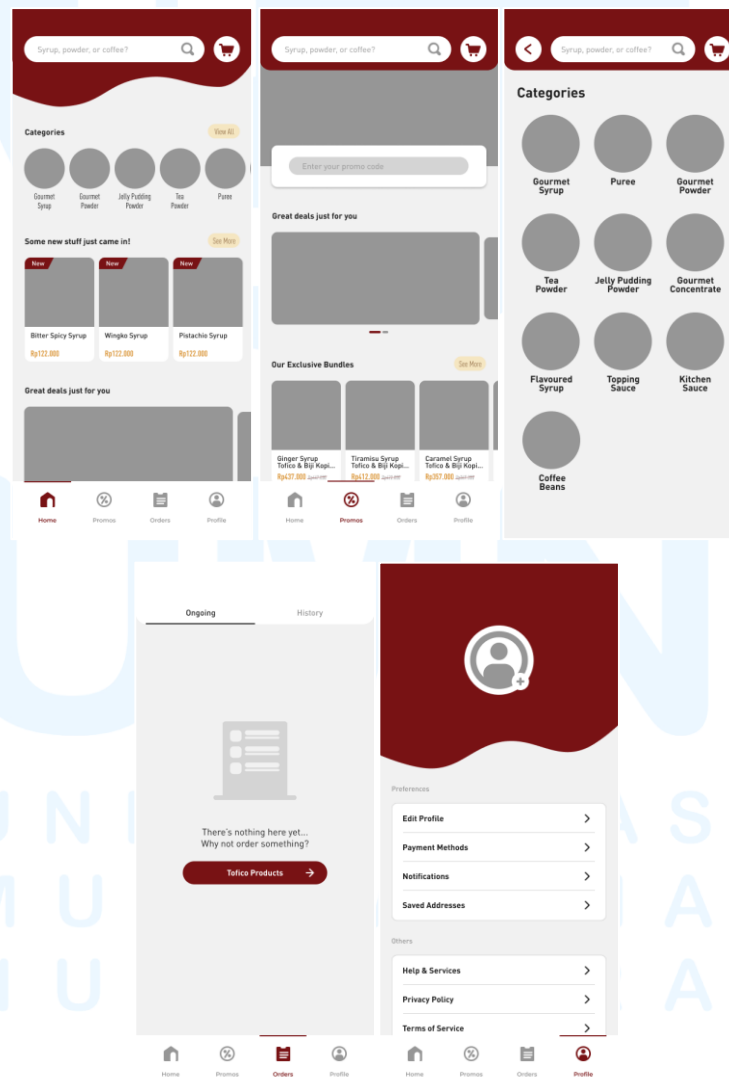 Syrup, powder, or coffee?
Categories
View All
Gourmet
Syrup
Gourmet
Powder
Jelly Pudding
Powder
Tea
Powder
Puree
Some new stuff just came in!
See More
New
New
New
Bitter Spicy Syrup
Wingko Syrup
Pistachio Syrup
Rp122.000
Rp122.000
Rp122.000
Great deals just for you
Home
Promos
Orders
Profile
Syrup, powder, or coffee?
Enter your promo code
Great deals just for you
Our Exclusive Bundles
See More
Ginger Syrup
Tofico & Biji Kopi...
Rp437.000
Tiramisu Syrup
Tofico & Biji Kopi...
Rp412.000
Caramel Syrup
Tofico & Biji Kopi...
Rp357.000
Home
Promos
Orders
Profile
Syrup, powder, or coffee?
Categories
Gourmet
Syrup
Puree
Gourmet
Powder
Tea
Powder
Jelly Pudding
Powder
Gourmet
Concentrate
Flavoured
Syrup
Topping
Sauce
Kitchen
Sauce
Coffee
Beans
Ongoing
History
There's nothing here yet...
Why not order something?
Tofico Products
Home
Promos
Orders
Profile
Preferences
Edit Profile
Payment Methods
Notifications
Saved Addresses
Others
Help & Services
Privacy Policy
Terms of Service
Home
Promos
Orders
Profile